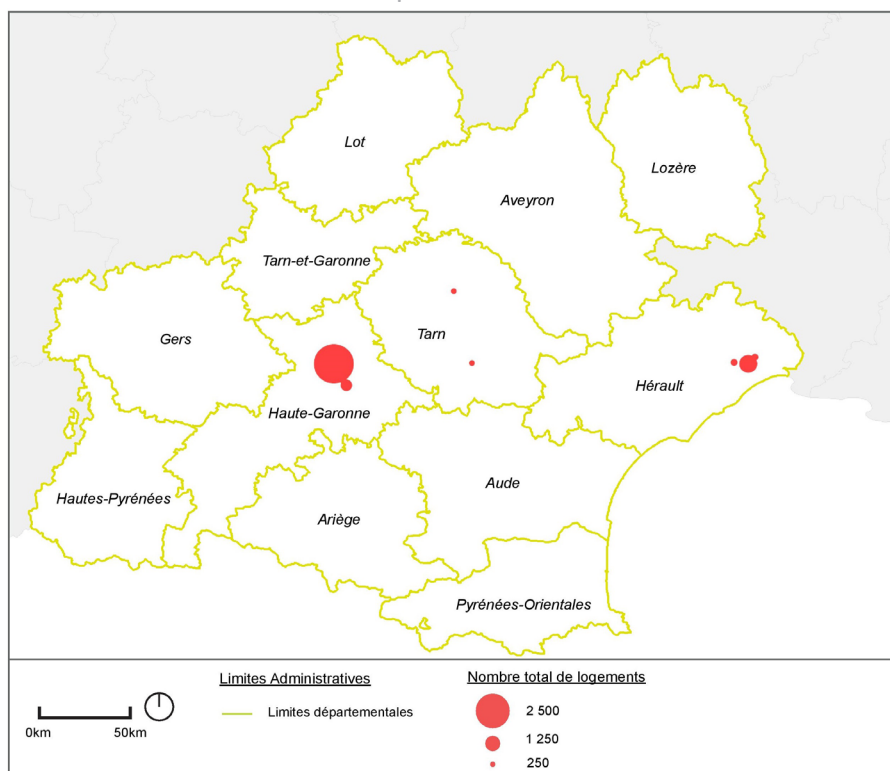 Lot
Lozère
Aveyron
Tarn-et-Garonne
Gers
Tarn
Hérault
Haute-Garonne
Aude
Hautes-Pyrénées
Ariège
Pyrénées-Orientales
Limites Administratives
Nombre total de logements
Limites départementales
2 500
0km
50km
1 250
250